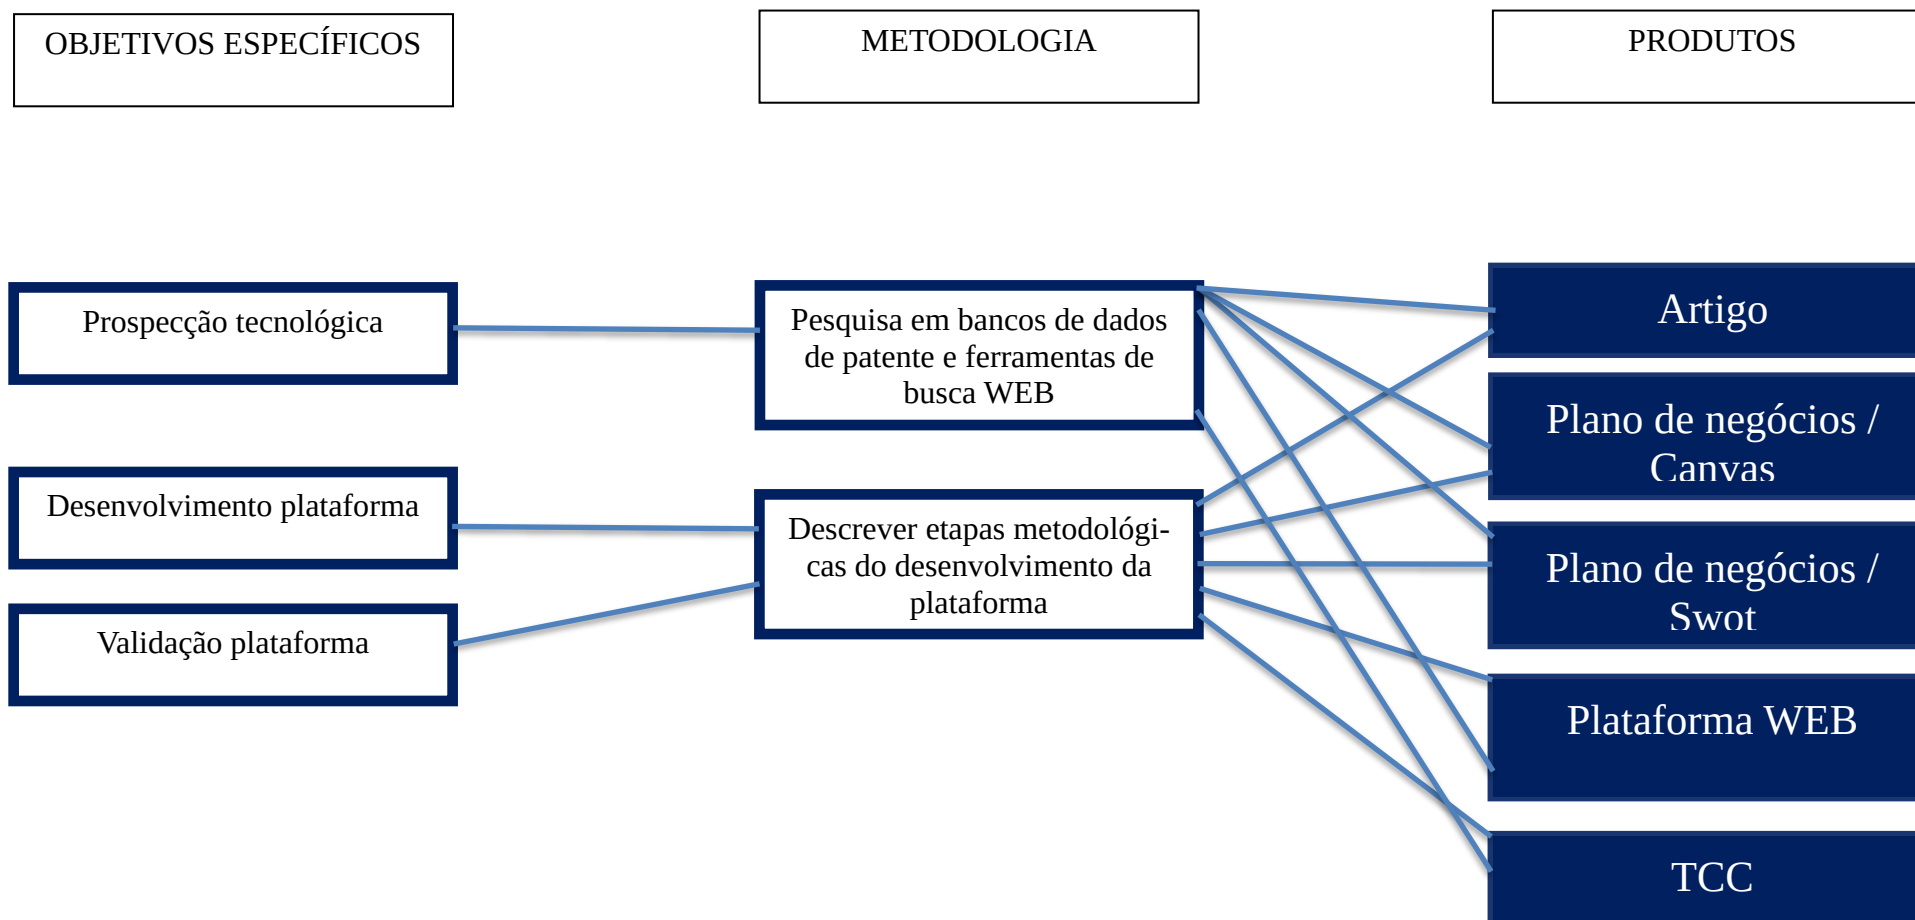 OBJETIVOS ESPECÍFICOS
METODOLOGIA
PRODUTOS
Prospecção tecnológica
Desenvolvimento plataforma
Validação plataforma
Pesquisa em bancos de dados
de patente e ferramentas de
busca WEB
Descrever etapas metodológi-
cas do desenvolvimento da
plataforma
Artigo
Plano de negócios /
Canvas
Plano de negócios /
Swot
Plataforma WEB
TCC